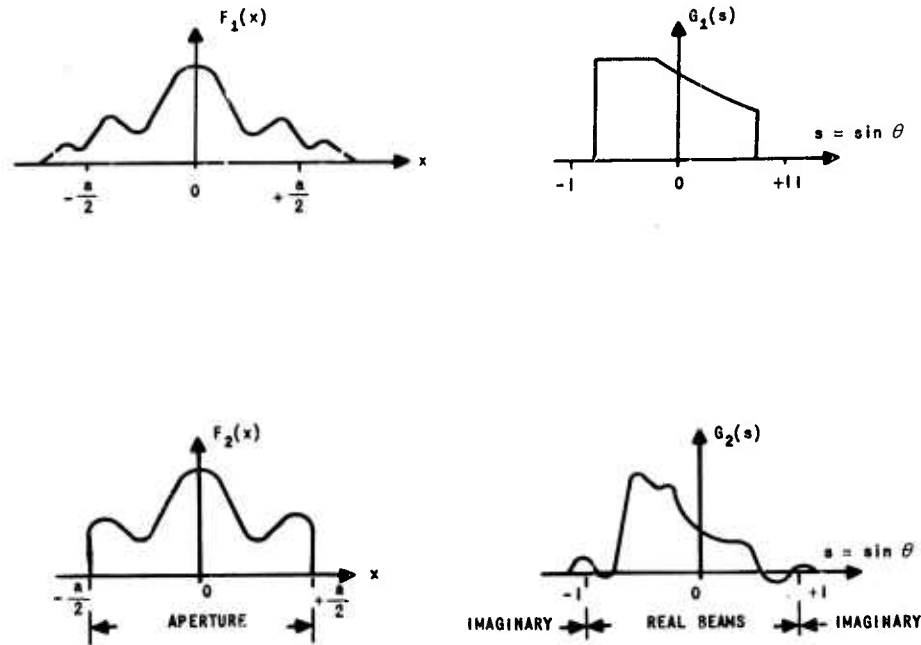 F1(x)
x
-a/2
0
+a/2
G1(s)
s = sin θ
-1
0
+11
F2(x)
x
-a/2
0
+a/2
APERTURE
G2(s)
s = sin θ
-1
0
+1
IMAGINARY
REAL BEAMS
IMAGINARY